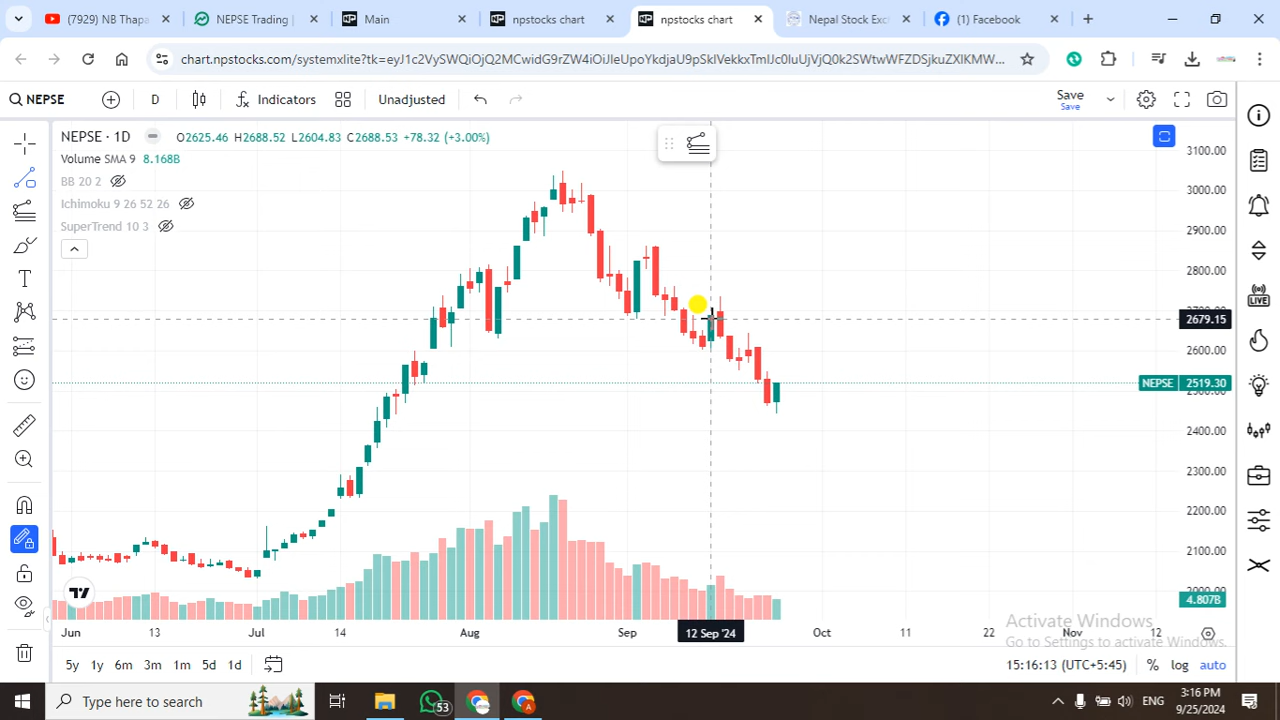 (7929) NB Thapa
NEPSE Trading
Main
npstocks chart
npstocks chart
Nepal Stock Exc
(1) Facebook
chart.npstocks.com/systemxlite?tk=
Save
NEPSE
D
Indicators
Unadjusted
Save
NEPSE · 1D
O2625.46 H2688.52 L2604.83 C2688.53 +78.32 (+3.00%)
Volume SMA 9 8.168B
BB 20 2
Ichimoku 9 26 52 26
SuperTrend 10 3
3100.00
3000.00
2900.00
2800.00
2679.15
2600.00
NEPSE 2519.30
2400.00
2300.00
2200.00
2100.00
4.807B
LIVE
Jun 13 Jul 14 Aug Sep 12 Sep '24 Oct 11 22 Nov 12
Activate Windows
Go to Settings to activate Windows.
5y 1y 6m 3m 1m 5d 1d
15:16:13 (UTC+5:45) % log auto
Type here to search
53
ENG
3:16 PM
9/25/2024